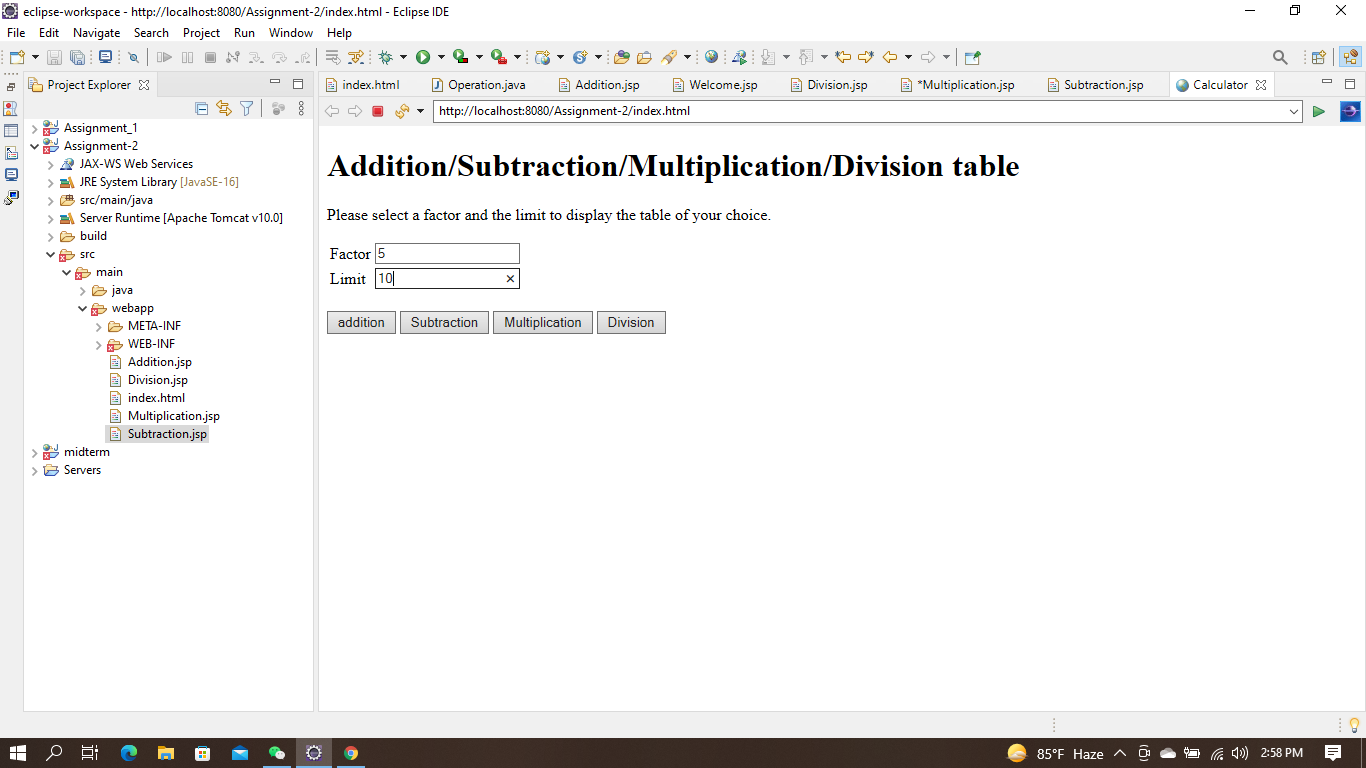 eclipse-workspace - http://localhost:8080/Assignment-2/index.html - Eclipse IDE
File Edit Navigate Search Project Run Window Help
Project Explorer
index.html Operation.java Addition.jsp Welcome.jsp Division.jsp *Multiplication.jsp Subtraction.jsp Calculator
http://localhost:8080/Assignment-2/index.html
Assignment_1
Assignment-2
JAX-WS Web Services
JRE System Library [JavaSE-16]
src/main/java
Server Runtime [Apache Tomcat v10.0]
build
src
main
java
webapp
META-INF
WEB-INF
Addition.jsp
Division.jsp
index.html
Multiplication.jsp
Subtraction.jsp
midterm
Servers
Addition/Subtraction/Multiplication/Division table
Please select a factor and the limit to display the table of your choice.
Factor 5
Limit 10
addition Subtraction Multiplication Division
85°F Haze 2:58 PM